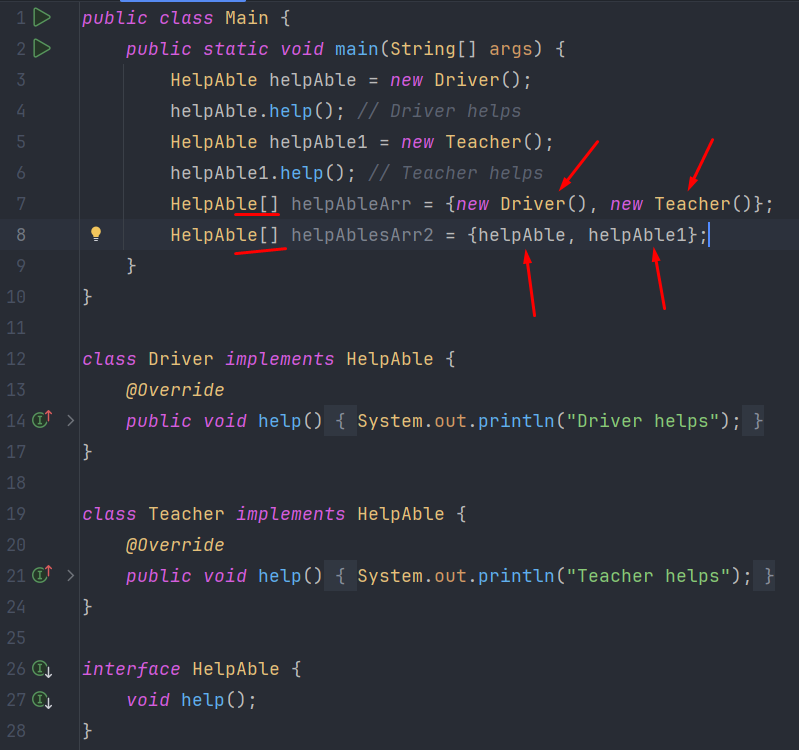 1 public class Main {
2 public static void main(String[] args) {
3 HelpAble helpAble = new Driver();
4 helpAble.help(); // Driver helps
5 HelpAble helpAble1 = new Teacher();
6 helpAble1.help(); // Teacher helps
7 HelpAble[] helpAbleArr = {new Driver(), new Teacher()};
8 HelpAble[] helpAblesArr2 = {helpAble, helpAble1};
9 }
10 }
11
12 class Driver implements HelpAble {
13 @Override
14 public void help() { System.out.println("Driver helps"); }
17 }
18
19 class Teacher implements HelpAble {
20 @Override
21 public void help() { System.out.println("Teacher helps"); }
24 }
25
26 interface HelpAble {
27 void help();
28 }